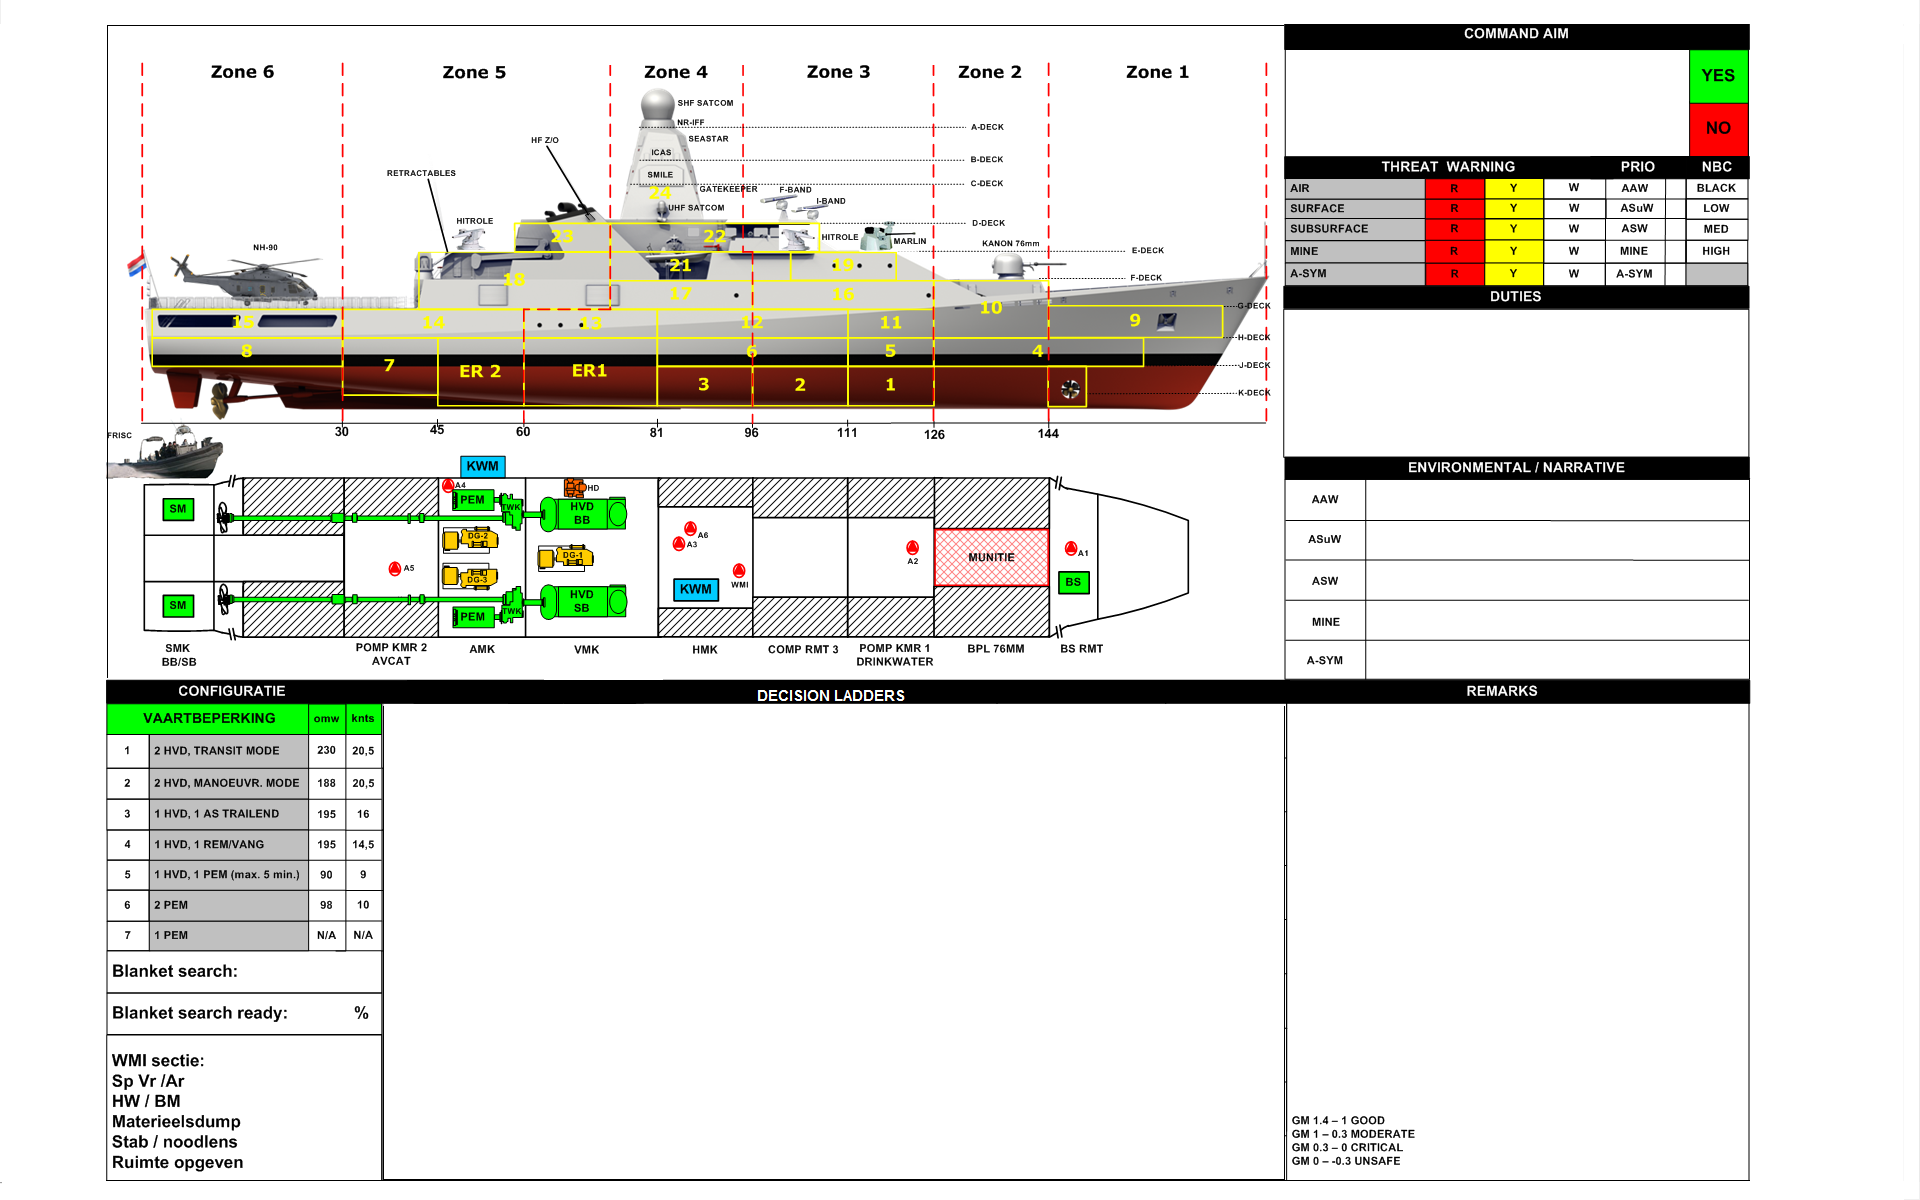 COMMAND AIM
YES
NO
Zone 6
Zone 5
Zone 4
Zone 3
Zone 2
Zone 1
SHF SATCOM
NR-IFF
A-DECK
SEASTAR
HF Z/O
ICAS
B-DECK
RETRACTABLES
SMILE
C-DECK
24
GATEKEEPER
F-BAND
I-BAND
UHF SATCOM
HITROLE
D-DECK
23
22
HITROLE
MARLIN
KANON 76mm
NH-90
E-DECK
21
19
18
F-DECK
17
16
10
G-DECK
15
14
13
12
11
9
H-DECK
8
7
6
5
4
J-DECK
ER 2
ER1
3
2
1
K-DECK
30
45
60
81
96
111
126
144
FRISC
THREAT WARNING
PRIO
NBC
AIR
R
Y
W
AAW
BLACK
SURFACE
R
Y
W
ASuW
LOW
SUBSURFACE
R
Y
W
ASW
MED
MINE
R
Y
W
MINE
HIGH
A-SYM
R
Y
W
A-SYM
DUTIES
ENVIRONMENTAL / NARRATIVE
AAW
ASuW
ASW
MINE
A-SYM
KWM
A4
HD
SM
PEM
TWK
HVD
BB
DG-2
DG-1
A6
A3
A5
DG-3
WMI
A2
MUNITIE
A1
KWM
BS
SM
PEM
TWK
HVD
SB
SMK
BB/SB
POMP KMR 2
AVCAT
AMK
VMK
HMK
COMP RMT 3
POMP KMR 1
DRINKWATER
BPL 76MM
BS RMT
CONFIGURATIE
DECISION LADDERS
REMARKS
VAARTBEPERKING
omw
knts
1
2 HVD, TRANSIT MODE
230
20,5
2
2 HVD, MANOEUVR. MODE
188
20,5
3
1 HVD, 1 AS TRAILEND
195
16
4
1 HVD, 1 REM/VANG
195
14,5
5
1 HVD, 1 PEM (max. 5 min.)
90
9
6
2 PEM
98
10
7
1 PEM
N/A
N/A
Blanket search:
Blanket search ready: %
WMI sectie:
Sp Vr /Ar
HW / BM
Materieelsdump
Stab / noodlens
Ruimte opgeven
GM 1.4 – 1 GOOD
GM 1 – 0.3 MODERATE
GM 0.3 – 0 CRITICAL
GM 0 – -0.3 UNSAFE